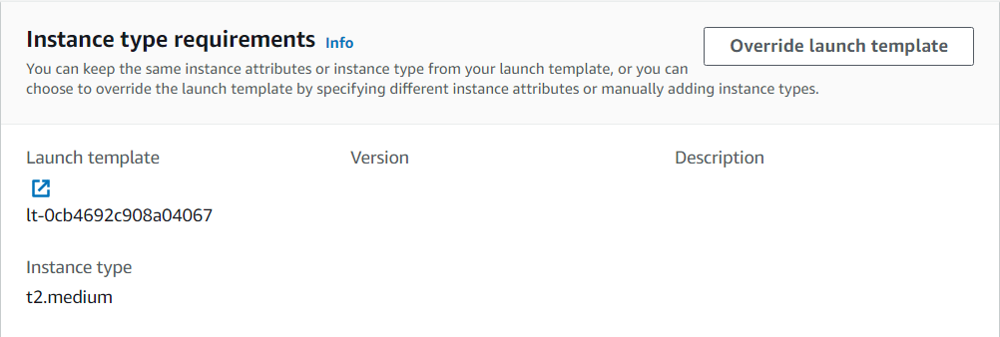 Instance type requirements Info
Override launch template
You can keep the same instance attributes or instance type from your launch template, or you can
choose to override the launch template by specifying different instance attributes or manually adding instance types.
Launch template
Version
Description
lt-0cb4692c908a04067
Instance type
t2.medium